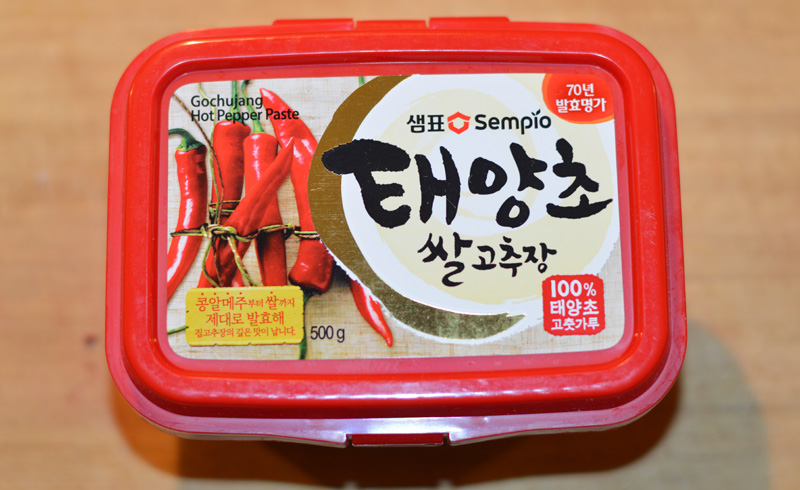 Gochujang
Hot Pepper Paste
샘표 Sempio
70년
발효명가
태양초
쌀고추장
100%
태양초
고춧가루
콩알메주부터 쌀까지
제대로 발효해
집고추장의 깊은 맛이 납니다.
500g